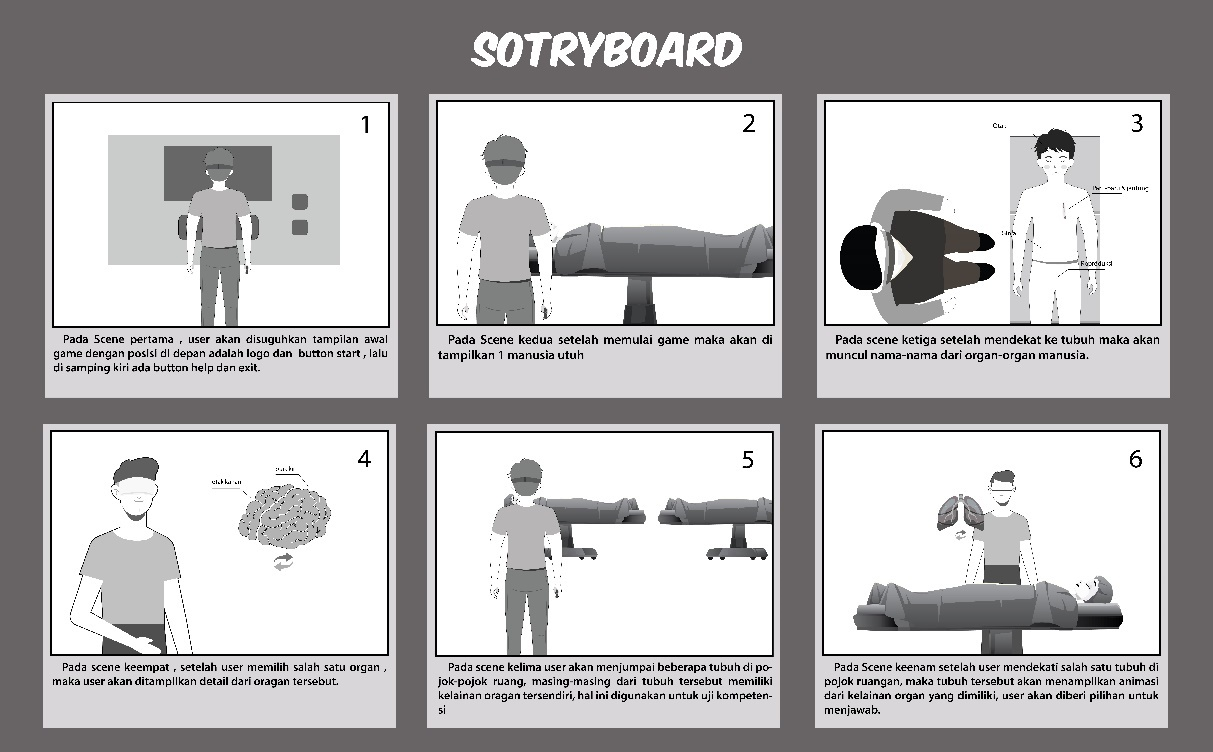 SOTRYBOARD
1
Pada Scene pertama , user akan disuguhkan tampilan awal
game dengan posisi di depan adalah logo dan button start , lalu
di samping kiri ada button help dan exit.
2
Pada Scene kedua setelah memulai game maka akan di
tampilkan 1 manusia utuh
3
Otak
Reproduksi
Pada scene ketiga setelah mendekat ke tubuh maka akan
muncul nama-nama dari organ-organ manusia.
4
otak kiri
otak kanan
Pada scene keempat , setelah user memilih salah satu organ ,
maka user akan ditampilkan detail dari oragan tersebut.
5
Pada scene kelima user akan menjumpai beberapa tubuh di po-
jok-pojok ruang, masing-masing dari tubuh tersebut memiliki
kelainan oragan tersendiri, hal ini digunakan untuk uji kompeten-
si
6
Pada Scene keenam setelah user mendekati salah satu tubuh di
pojok ruangan, maka tubuh tersebut akan menampilkan animasi
dari kelainan organ yang dimiliki, user akan diberi pilihan untuk
menjawab.